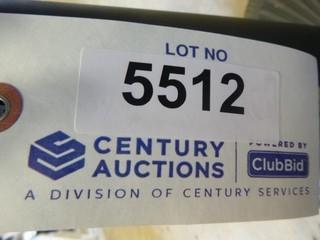 LOT NO
5512
CENTURY
AUCTIONS
POWERED BY
ClubBid
A DIVISION OF CENTURY SERVICES